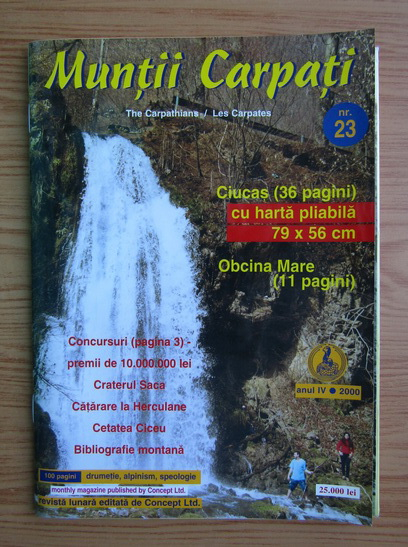 Munții Carpați
The Carpathians / Les Carpates
nr.
23
Ciucaș (36 pagini)
cu hartă pliabilă
79 x 56 cm
Obcina Mare
(11 pagini)
Concursuri (pagina 3) -
premii de 10.000.000 lei
Craterul Saca
Cățărare la Herculane
Cetatea Ciceu
Bibliografie montană
anul IV ● 2000
100 pagini drumeție, alpinism, speologie
monthly magazine published by Concept Ltd.
revistă lunară editată de Concept Ltd.
25.000 lei